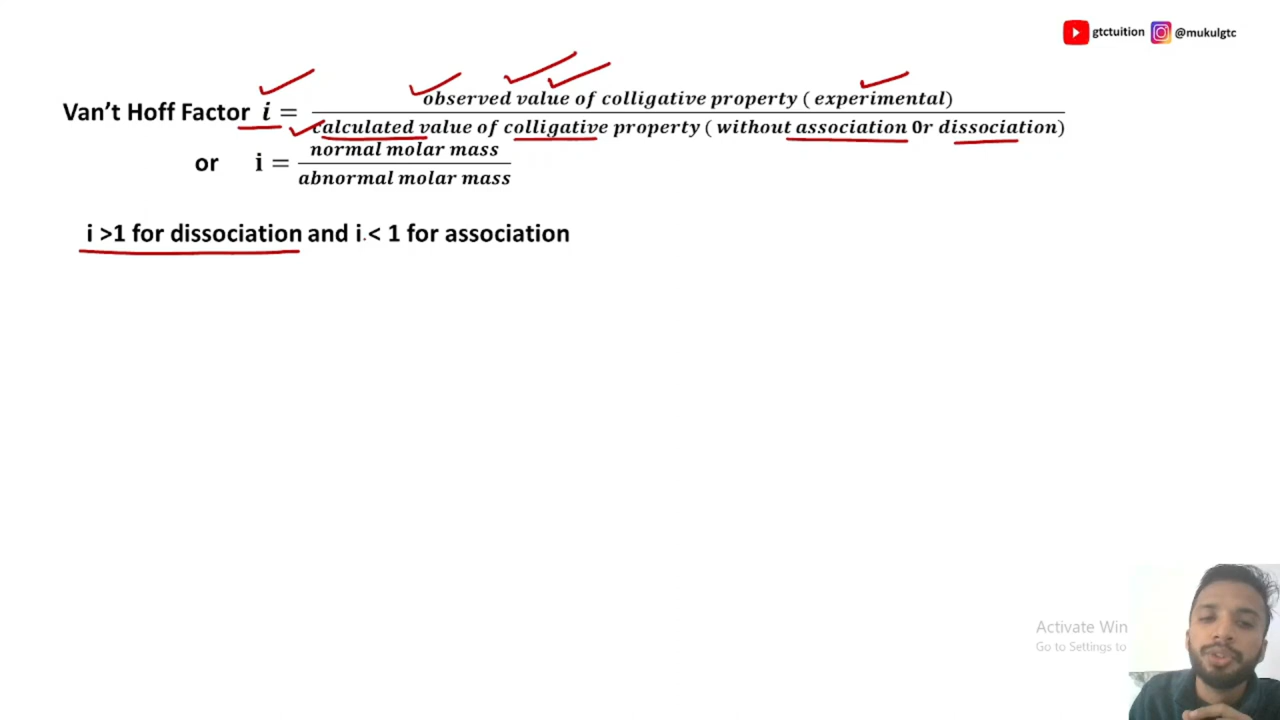 gtctuition @mukulgtc
Van't Hoff Factor i = observed value of colligative property ( experimental)
calculated value of colligative property ( without association 0r dissociation)
or i = normal molar mass
abnormal molar mass
i >1 for dissociation and i < 1 for association
Activate Win
Go to Settings to